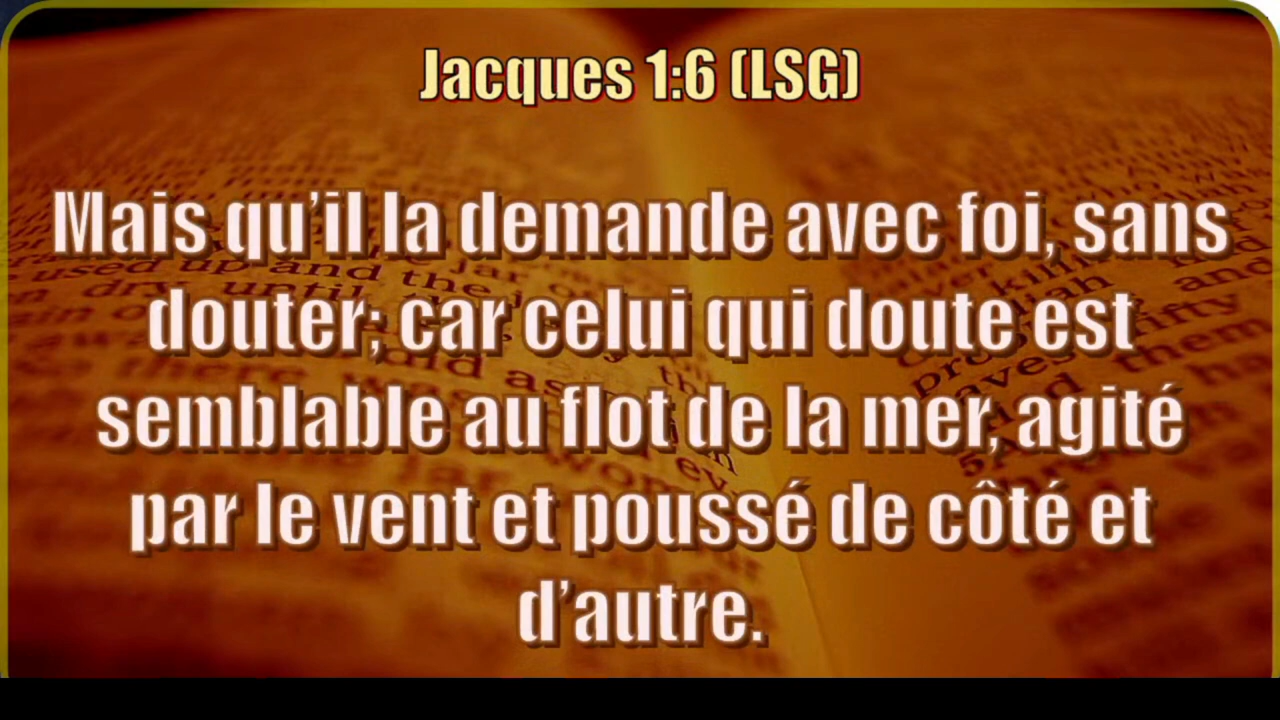 Jacques 1:6 (LSG)
Mais qu’il la demande avec foi, sans
douter; car celui qui doute est
semblable au flot de la mer, agité
par le vent et poussé de côté et
d’autre.